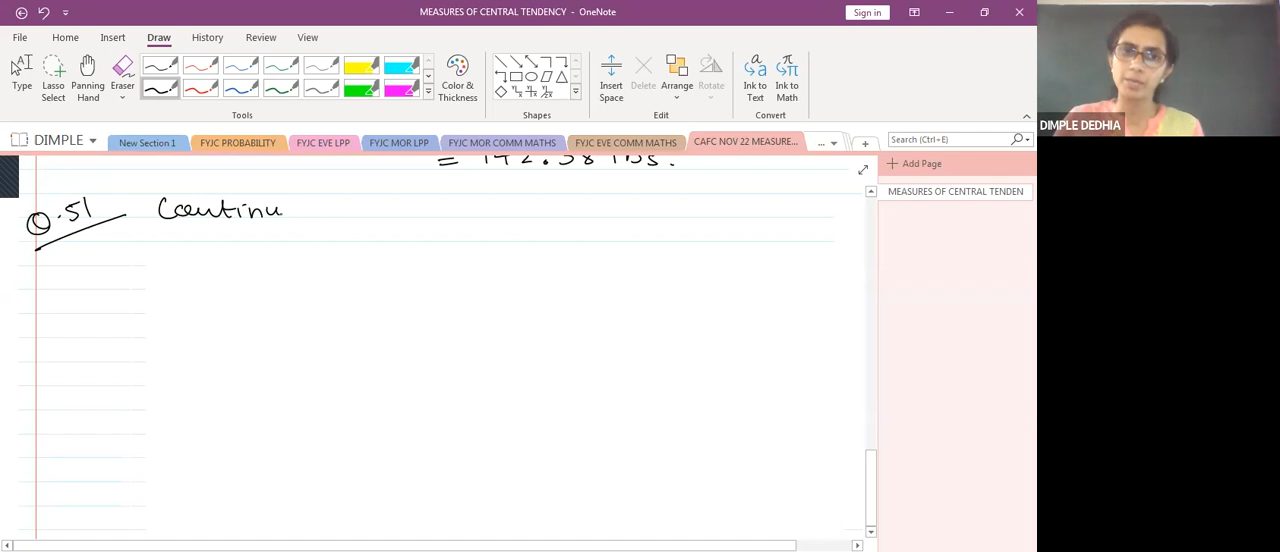 MEASURES OF CENTRAL TENDENCY - OneNote
Sign in
File Home Insert Draw History Review View
Type
Lasso Select
Panning Hand
Eraser
Color & Thickness
Insert Space
Delete
Arrange
Rotate
Ink to Text
Ink to Math
Tools
Shapes
Edit
Convert
DIMPLE DEDHIA
DIMPLE
New Section 1
FYJC PROBABILITY
FYJC EVE LPP
FYJC MOR LPP
FYJC MOR COMM MATHS
FYJC EVE COMM MATHS
CAFC NOV 22 MEASURE...
...
Search (Ctrl+E)
Add Page
MEASURES OF CENTRAL TENDEN
= 142.58 lbs.
Q.51 Continu